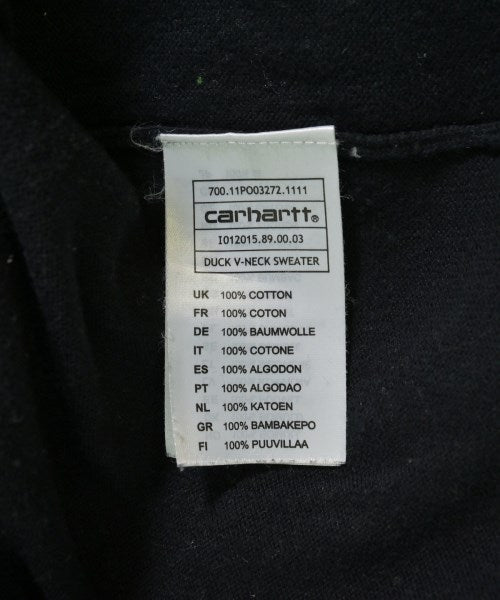 700.11PO03272.1111
carhartt®
I012015.89.00.03
DUCK V-NECK SWEATER
UK 100% COTTON
FR 100% COTON
DE 100% BAUMWOLLE
IT 100% COTONE
ES 100% ALGODON
PT 100% ALGODAO
NL 100% KATOEN
GR 100% BAMBAKEPO
FI 100% PUUVILLAA